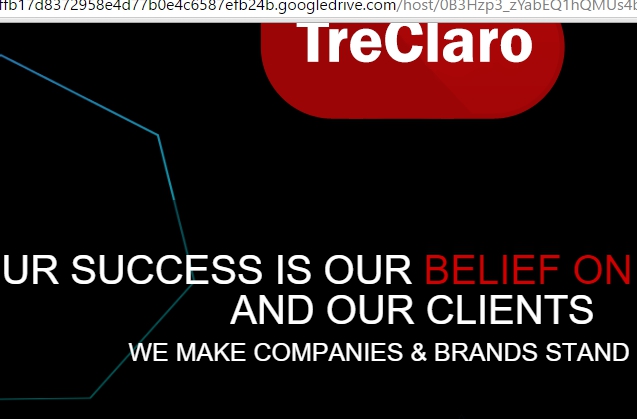 ffb17d8372958e4d77b0e4c6587efb24b.googledrive.com/host/0B3Hzp3_zYabEQ1hQMUs4b
TreClaro
UR SUCCESS IS OUR BELIEF ON
AND OUR CLIENTS
WE MAKE COMPANIES & BRANDS STAND